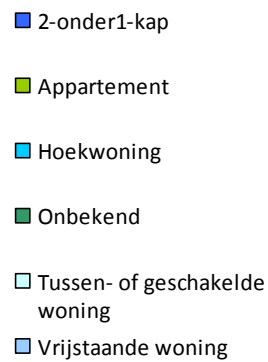 2-onder1-kap
Appartement
Hoekwoning
Onbekend
Tussen- of geschakelde
woning
Vrijstaande woning